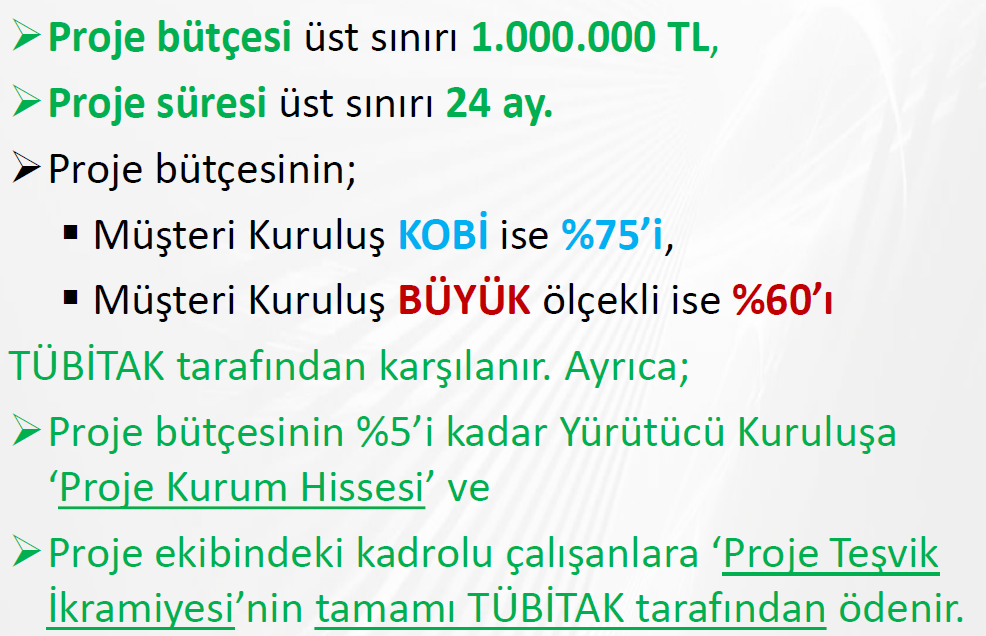 ➢Proje bütçesi üst sınırı 1.000.000 TL,
➢Proje süresi üst sınırı 24 ay.
➢Proje bütçesinin;
▪ Müşteri Kuruluş KOBİ ise %75’i,
▪ Müşteri Kuruluş BÜYÜK ölçekli ise %60’ı
TÜBİTAK tarafından karşılanır. Ayrıca;
➢Proje bütçesinin %5’i kadar Yürütücü Kuruluşa
‘Proje Kurum Hissesi’ ve
➢Proje ekibindeki kadrolu çalışanlara ‘Proje Teşvik
İkramiyesi’nin tamamı TÜBİTAK tarafından ödenir.